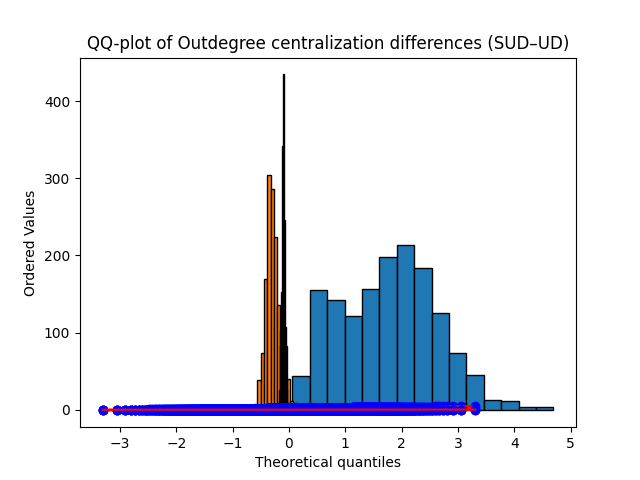 QQ-plot of Outdegree centralization differences (SUD–UD)
Ordered Values
400
300
200
100
0
−3 −2 −1 0 1 2 3 4 5
Theoretical quantiles